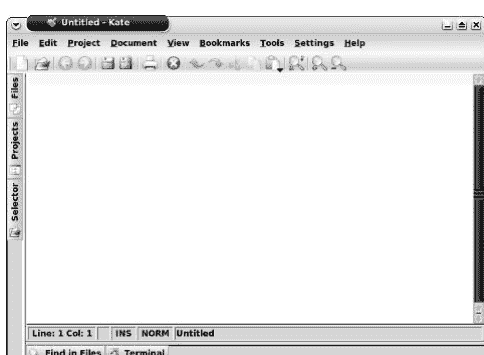 Untitled - Kate
File Edit Project Document View Bookmarks Tools Settings Help
Files
Projects
Selector
Line: 1 Col: 1 INS NORM Untitled
Find in Files Terminal